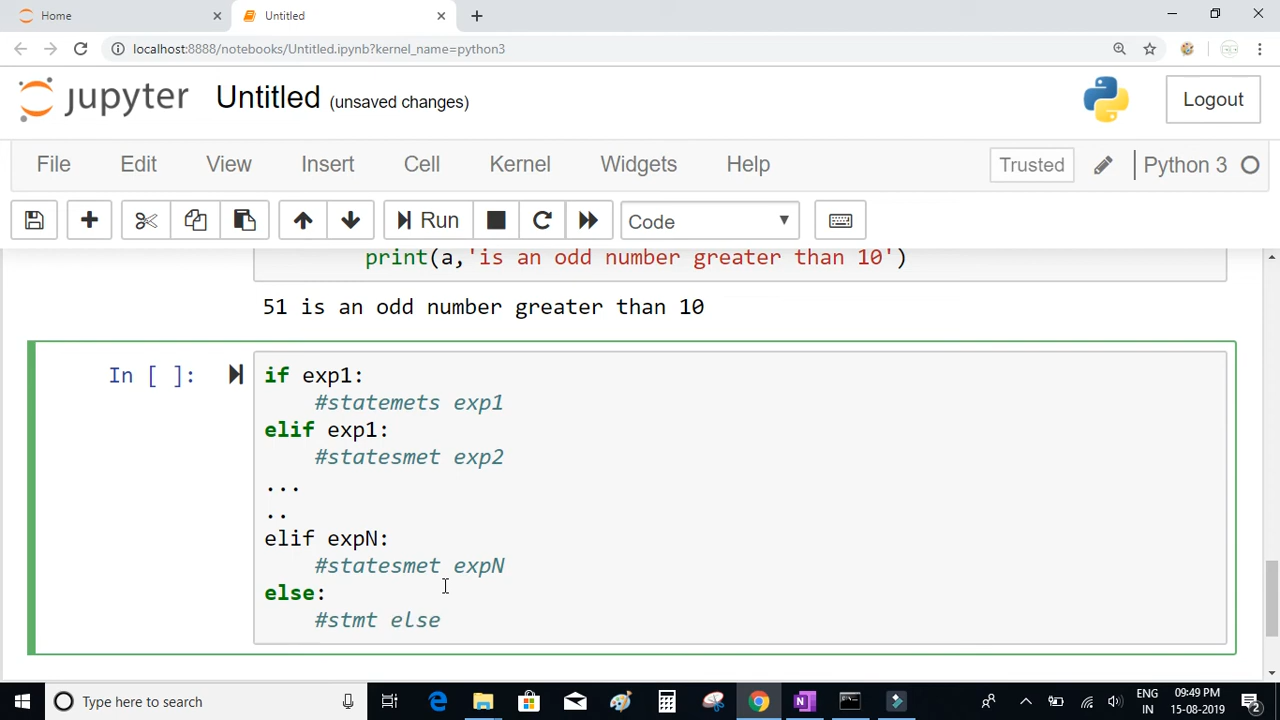 Home
Untitled
localhost:8888/notebooks/Untitled.ipynb?kernel_name=python3
jupyter Untitled (unsaved changes) Logout
File Edit View Insert Cell Kernel Widgets Help Trusted Python 3
Run Code
print(a,'is an odd number greater than 10')
51 is an odd number greater than 10
In [ ]: if exp1:
#statemets exp1
elif exp1:
#statesmet exp2
...
..
elif expN:
#statesmet expN
else:
#stmt else
Type here to search
ENG
IN
09:49 PM
15-08-2019
2